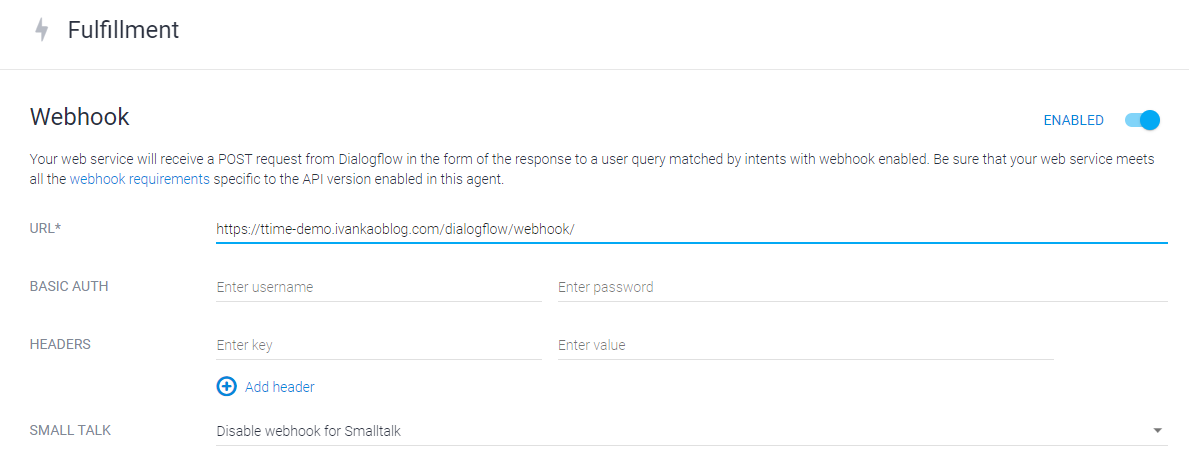 Fulfillment
Webhook
ENABLED
Your web service will receive a POST request from Dialogflow in the form of the response to a user query matched by intents with webhook enabled. Be sure that your web service meets
all the webhook requirements specific to the API version enabled in this agent.
URL*
https://ttime-demo.ivankaoblog.com/dialogflow/webhook/
BASIC AUTH
Enter username
Enter password
HEADERS
Enter key
Enter value
Add header
SMALL TALK
Disable webhook for Smalltalk